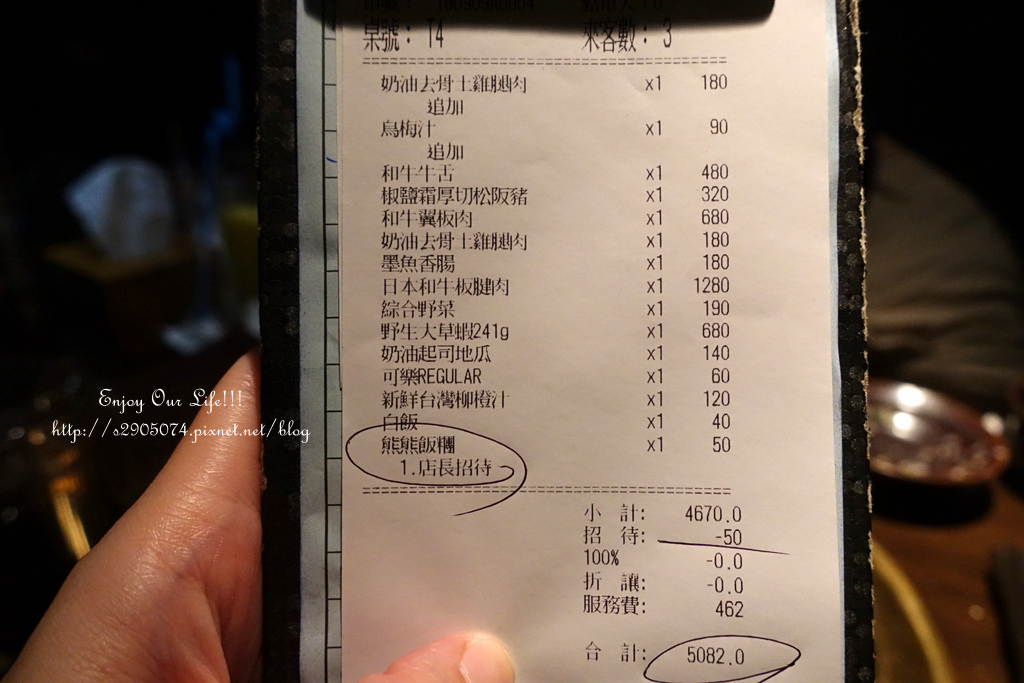 桌號： T4 來客數： 3
奶油去骨土雞腿肉 x1 180
追加
烏梅汁 x1 90
追加
和牛牛舌 x1 480
椒鹽霜厚切松阪豬 x1 320
和牛翼板肉 x1 680
奶油去骨土雞腿肉 x1 180
墨魚香腸 x1 180
日本和牛板腱肉 x1 1280
綜合野菜 x1 190
野生大草蝦241g x1 680
奶油起司地瓜 x1 140
可樂REGULAR x1 60
新鮮台灣柳橙汁 x1 120
白飯 x1 40
熊熊飯糰 x1 50
1.店長招待
小 計: 4670.0
招 待: -50
100% -0.0
折 讓: -0.0
服務費: 462
合 計: 5082.0
Enjoy Our Life!!!
http://s2905074.pixnet.net/blog